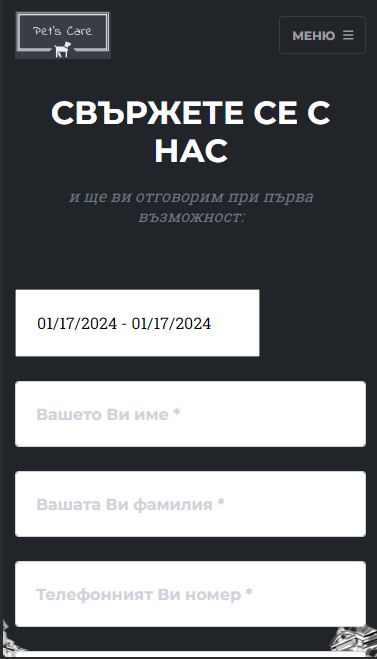 Pet's Care
МЕНЮ
СВЪРЖЕТЕ СЕ С
НАС
и ще ви отговорим при първа
възможност:
01/17/2024 - 01/17/2024
Вашето Ви име *
Вашата Ви фамилия *
Телефонният Ви номер *